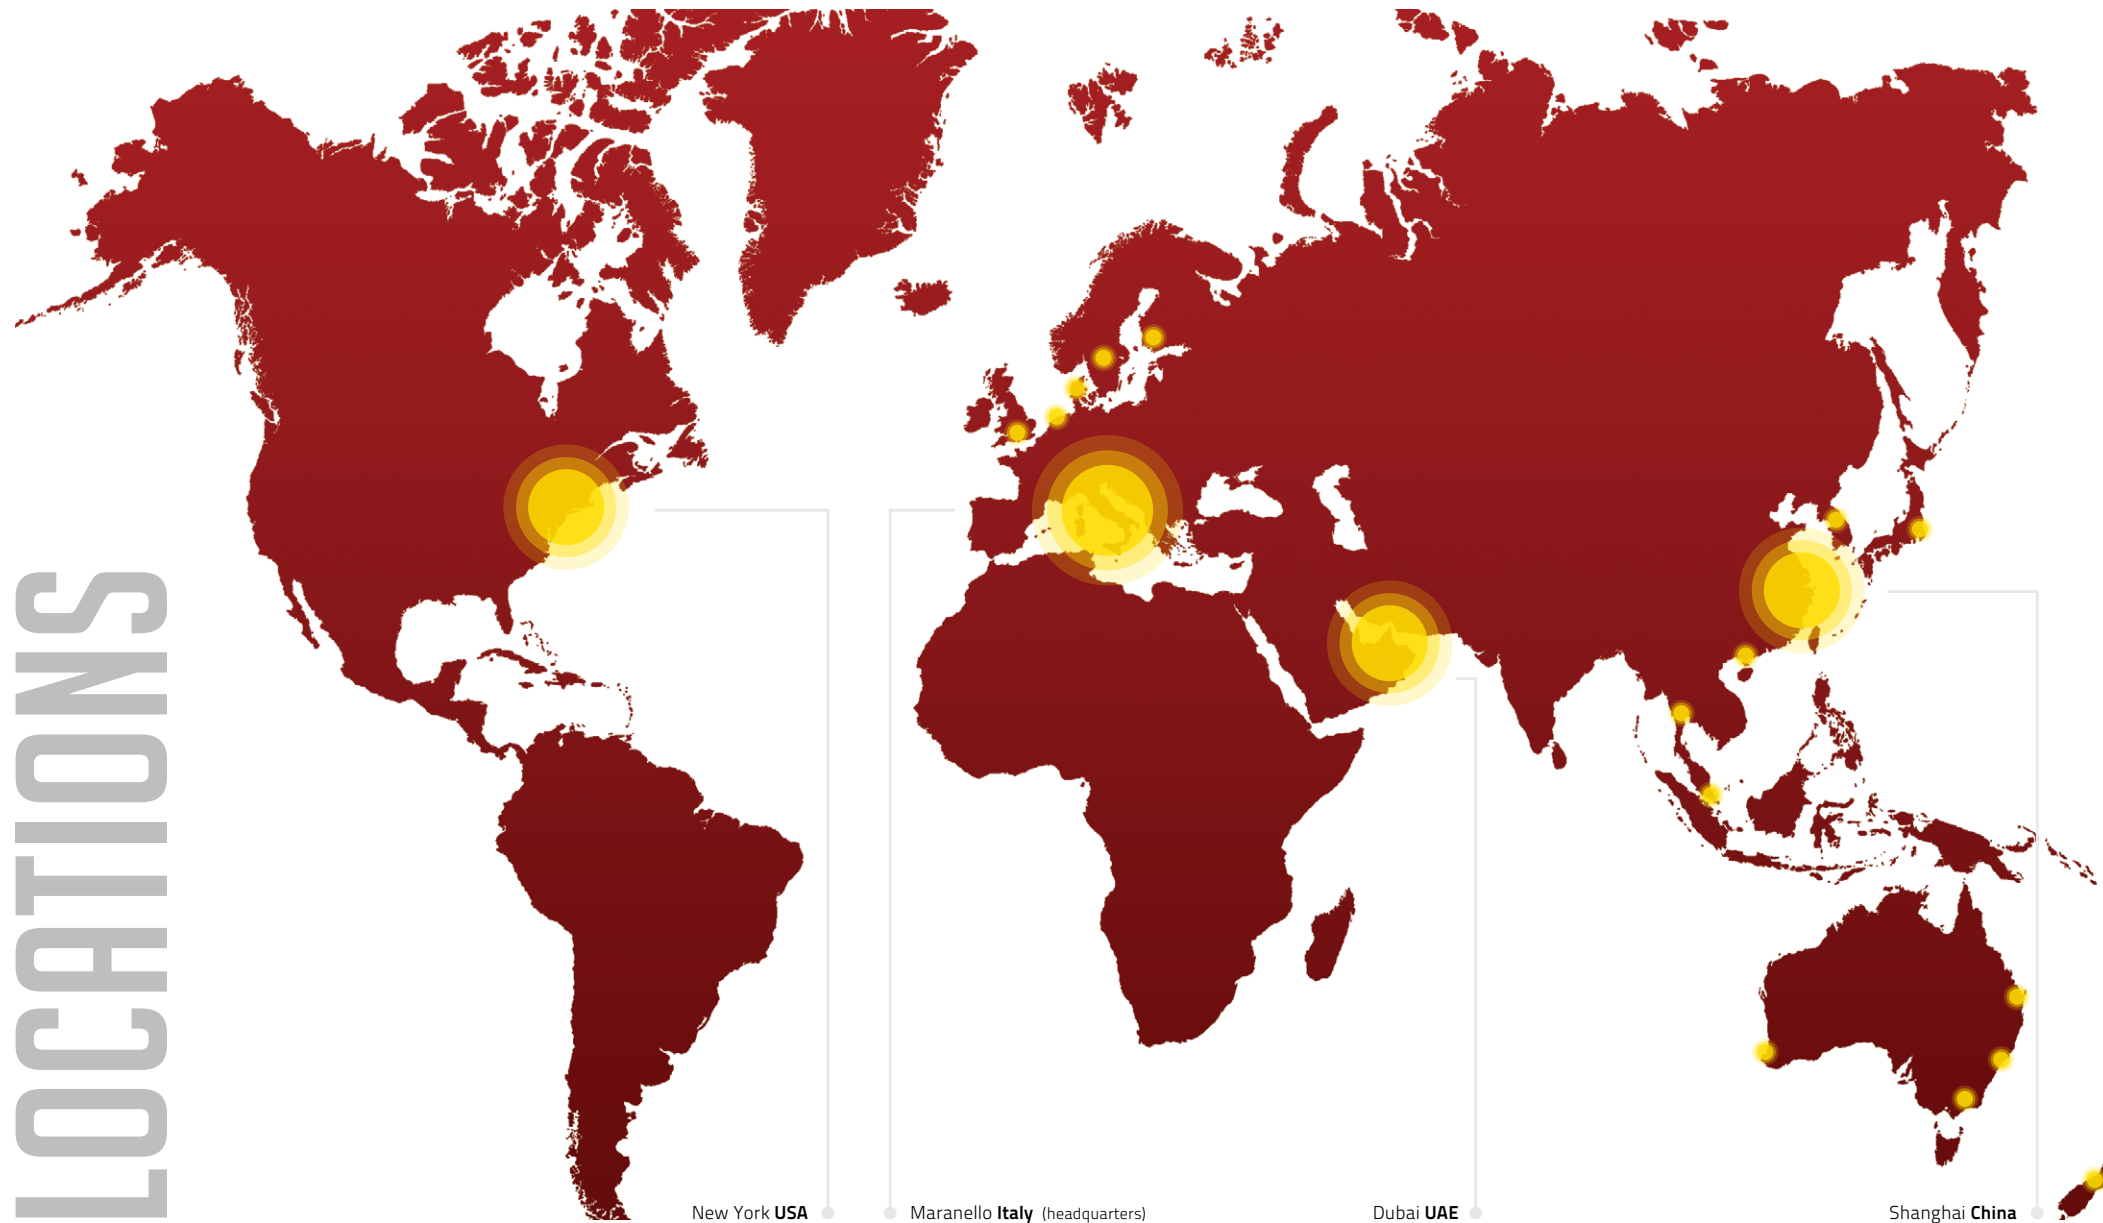 LOCATIONS
New York USA
Maranello Italy (headquarters)
Dubai UAE
Shanghai China